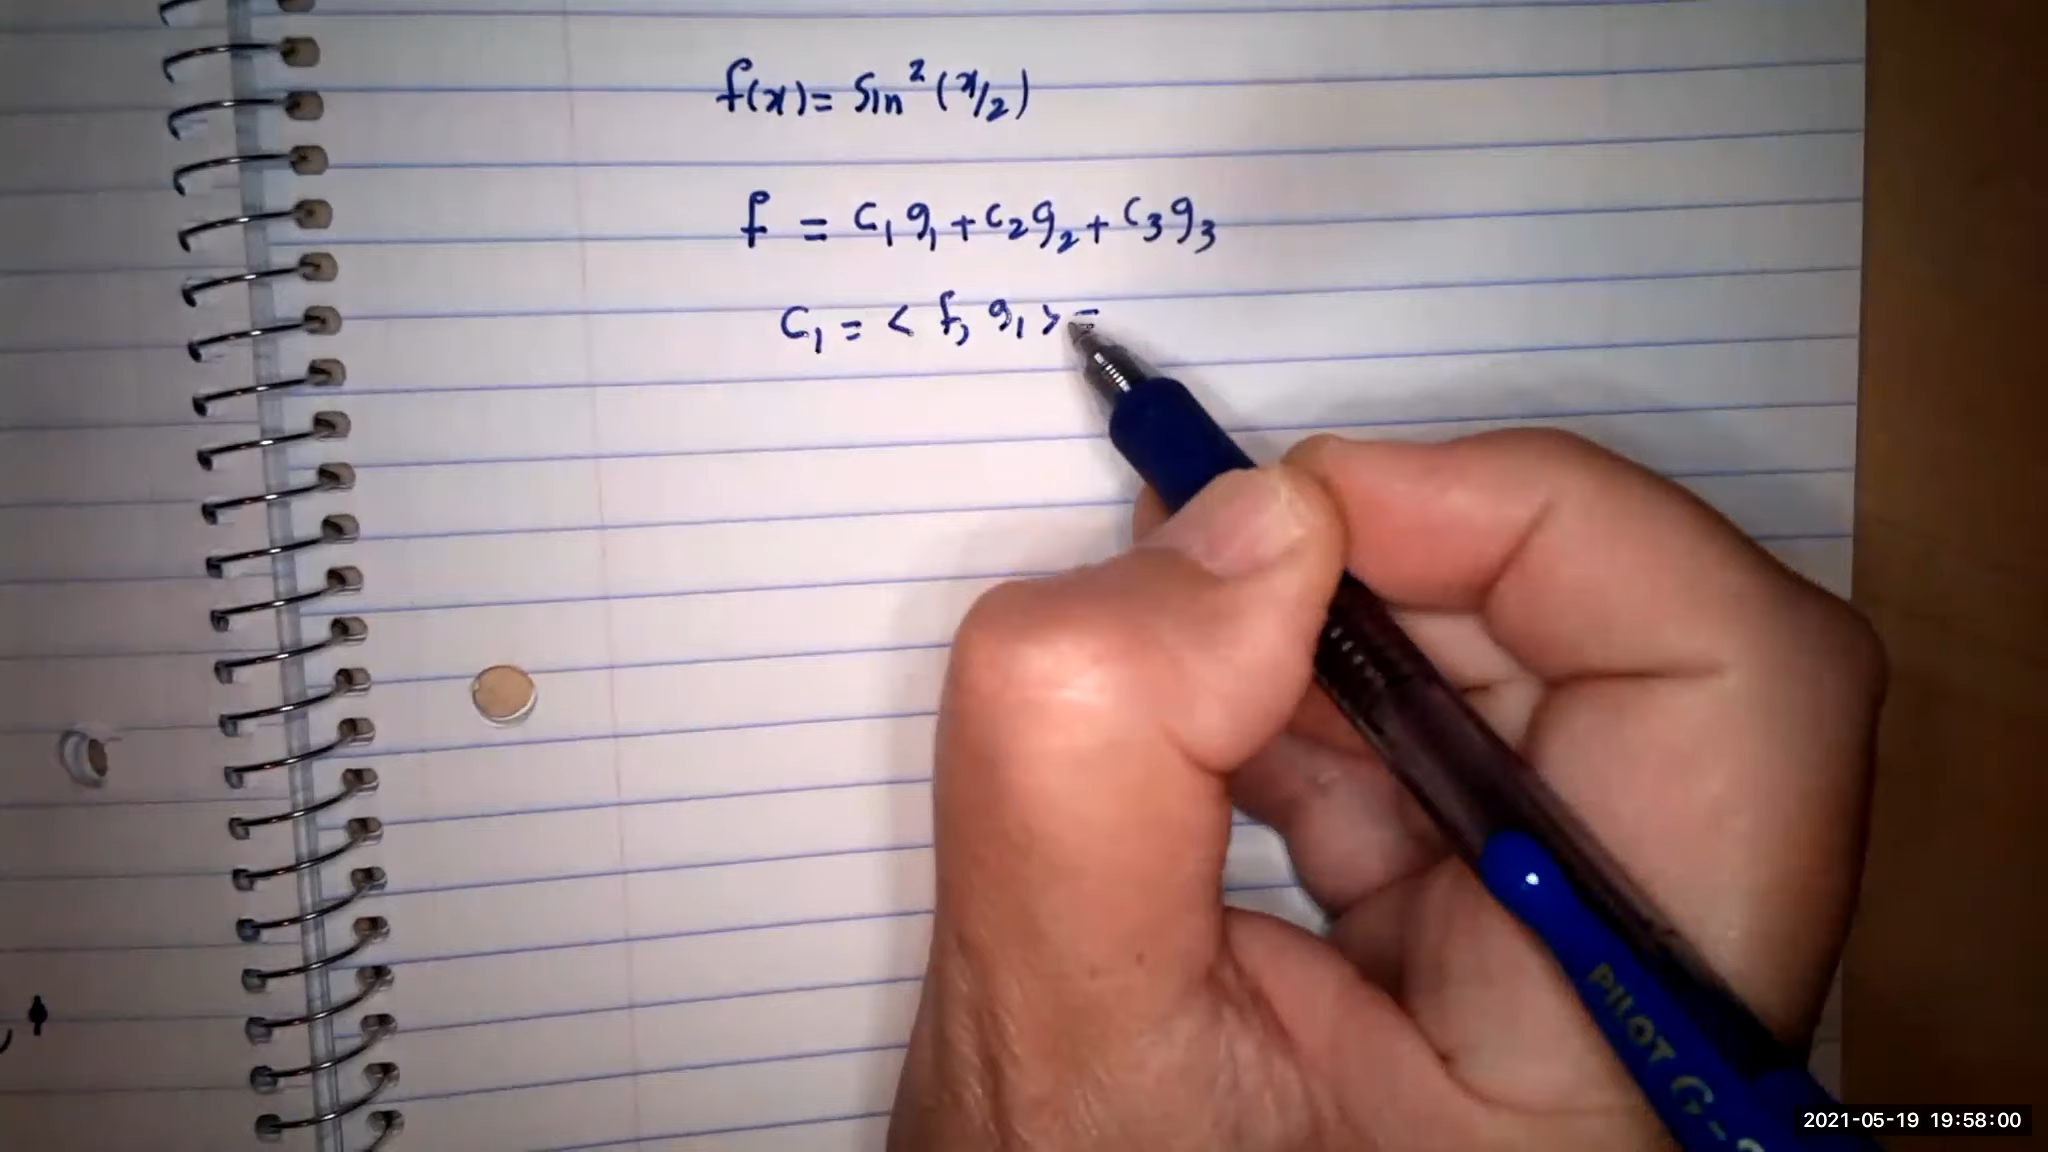 f(x) = Sin²(x/2)
f = C₁g₁ + C₂g₂ + C₃g₃
C₁ = < f, g₁ > =
PILOT G-
2021-05-19 19:58:00